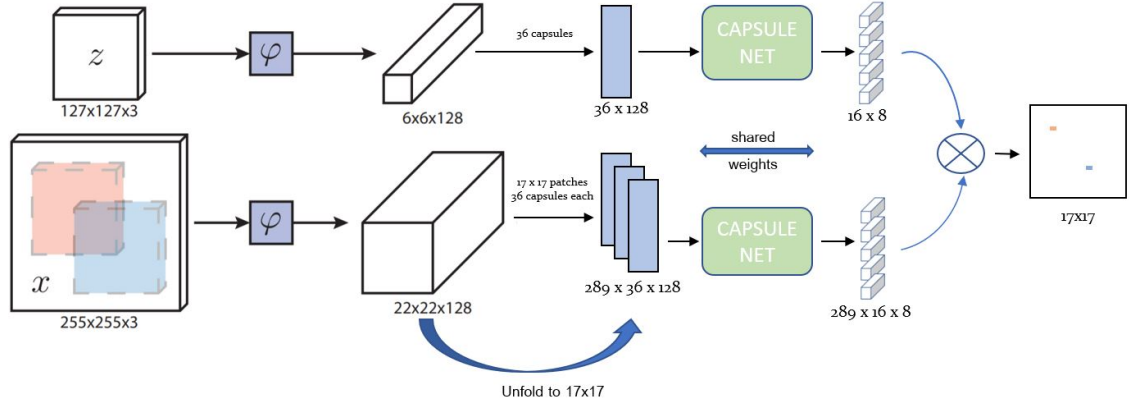 z
127x127x3
φ
6x6x128
36 capsules
36 x 128
CAPSULE
NET
16 x 8
shared
weights
x
255x255x3
φ
22x22x128
17 x 17 patches
36 capsules each
289 x 36 x 128
CAPSULE
NET
289 x 16 x 8
17x17
Unfold to 17x17